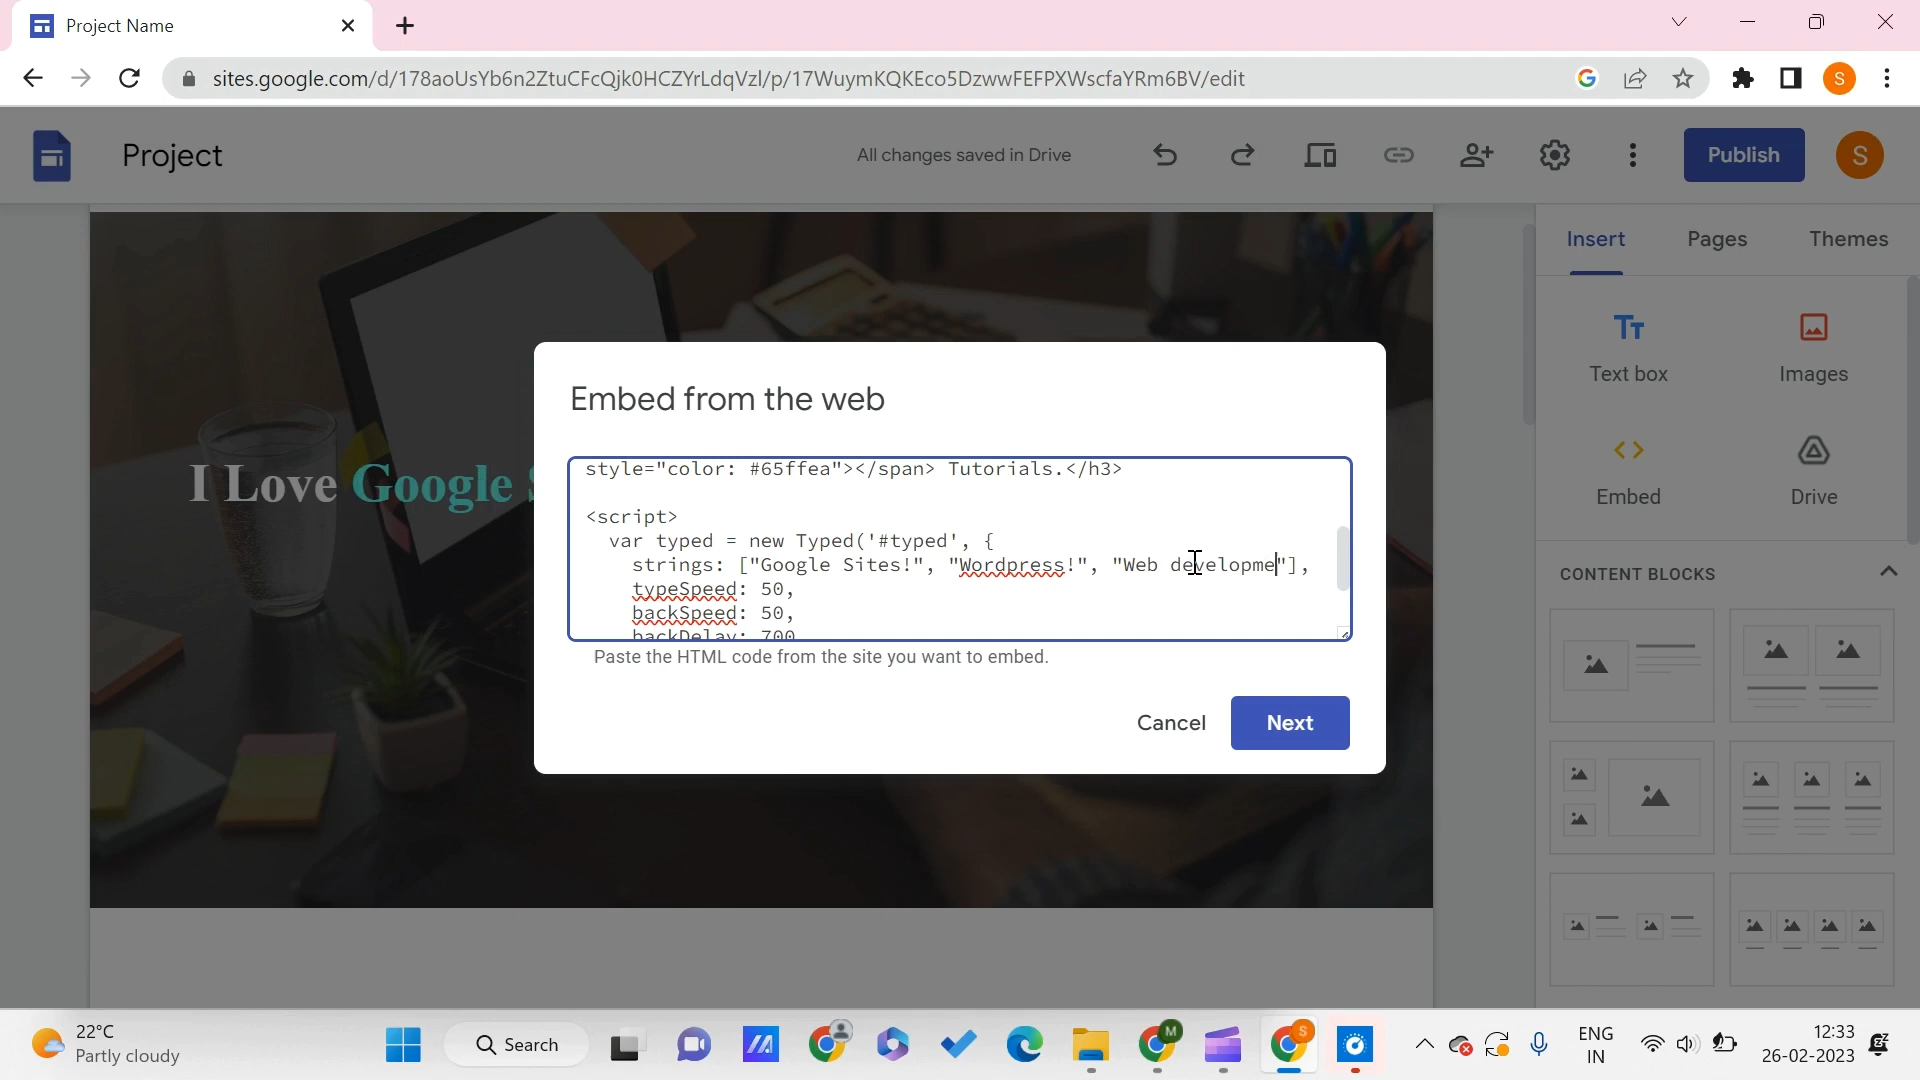 Project Name
sites.google.com/d/178aoUsYb6n2ZtuCFcQjk0HCZYrLdqVzl/p/17WuymKQKEco5DzwwFEFPXWscfaYRm6BV/edit
S
Project
All changes saved in Drive
Publish
S
Insert
Pages
Themes
Text box
Images
Embed
Drive
CONTENT BLOCKS
I Love Google S
Embed from the web
style="color: #65ffea"></span> Tutorials.</h3>
<script>
var typed = new Typed('#typed', {
strings: ["Google Sites!", "Wordpress!", "Web developme"],
typeSpeed: 50,
backSpeed: 50,
backDelay: 700
Paste the HTML code from the site you want to embed.
Cancel
Next
22°C
Partly cloudy
Search
M
S
ENG
IN
12:33
26-02-2023